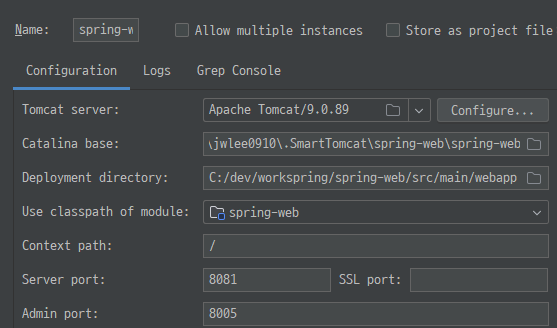 Name: spring-w Allow multiple instances Store as project file
Configuration Logs Grep Console
Tomcat server: Apache Tomcat/9.0.89 Configure...
Catalina base: \jwlee0910\.SmartTomcat\spring-web\spring-web
Deployment directory: C:/dev/workspring/spring-web/src/main/webapp
Use classpath of module: spring-web
Context path: /
Server port: 8081 SSL port:
Admin port: 8005